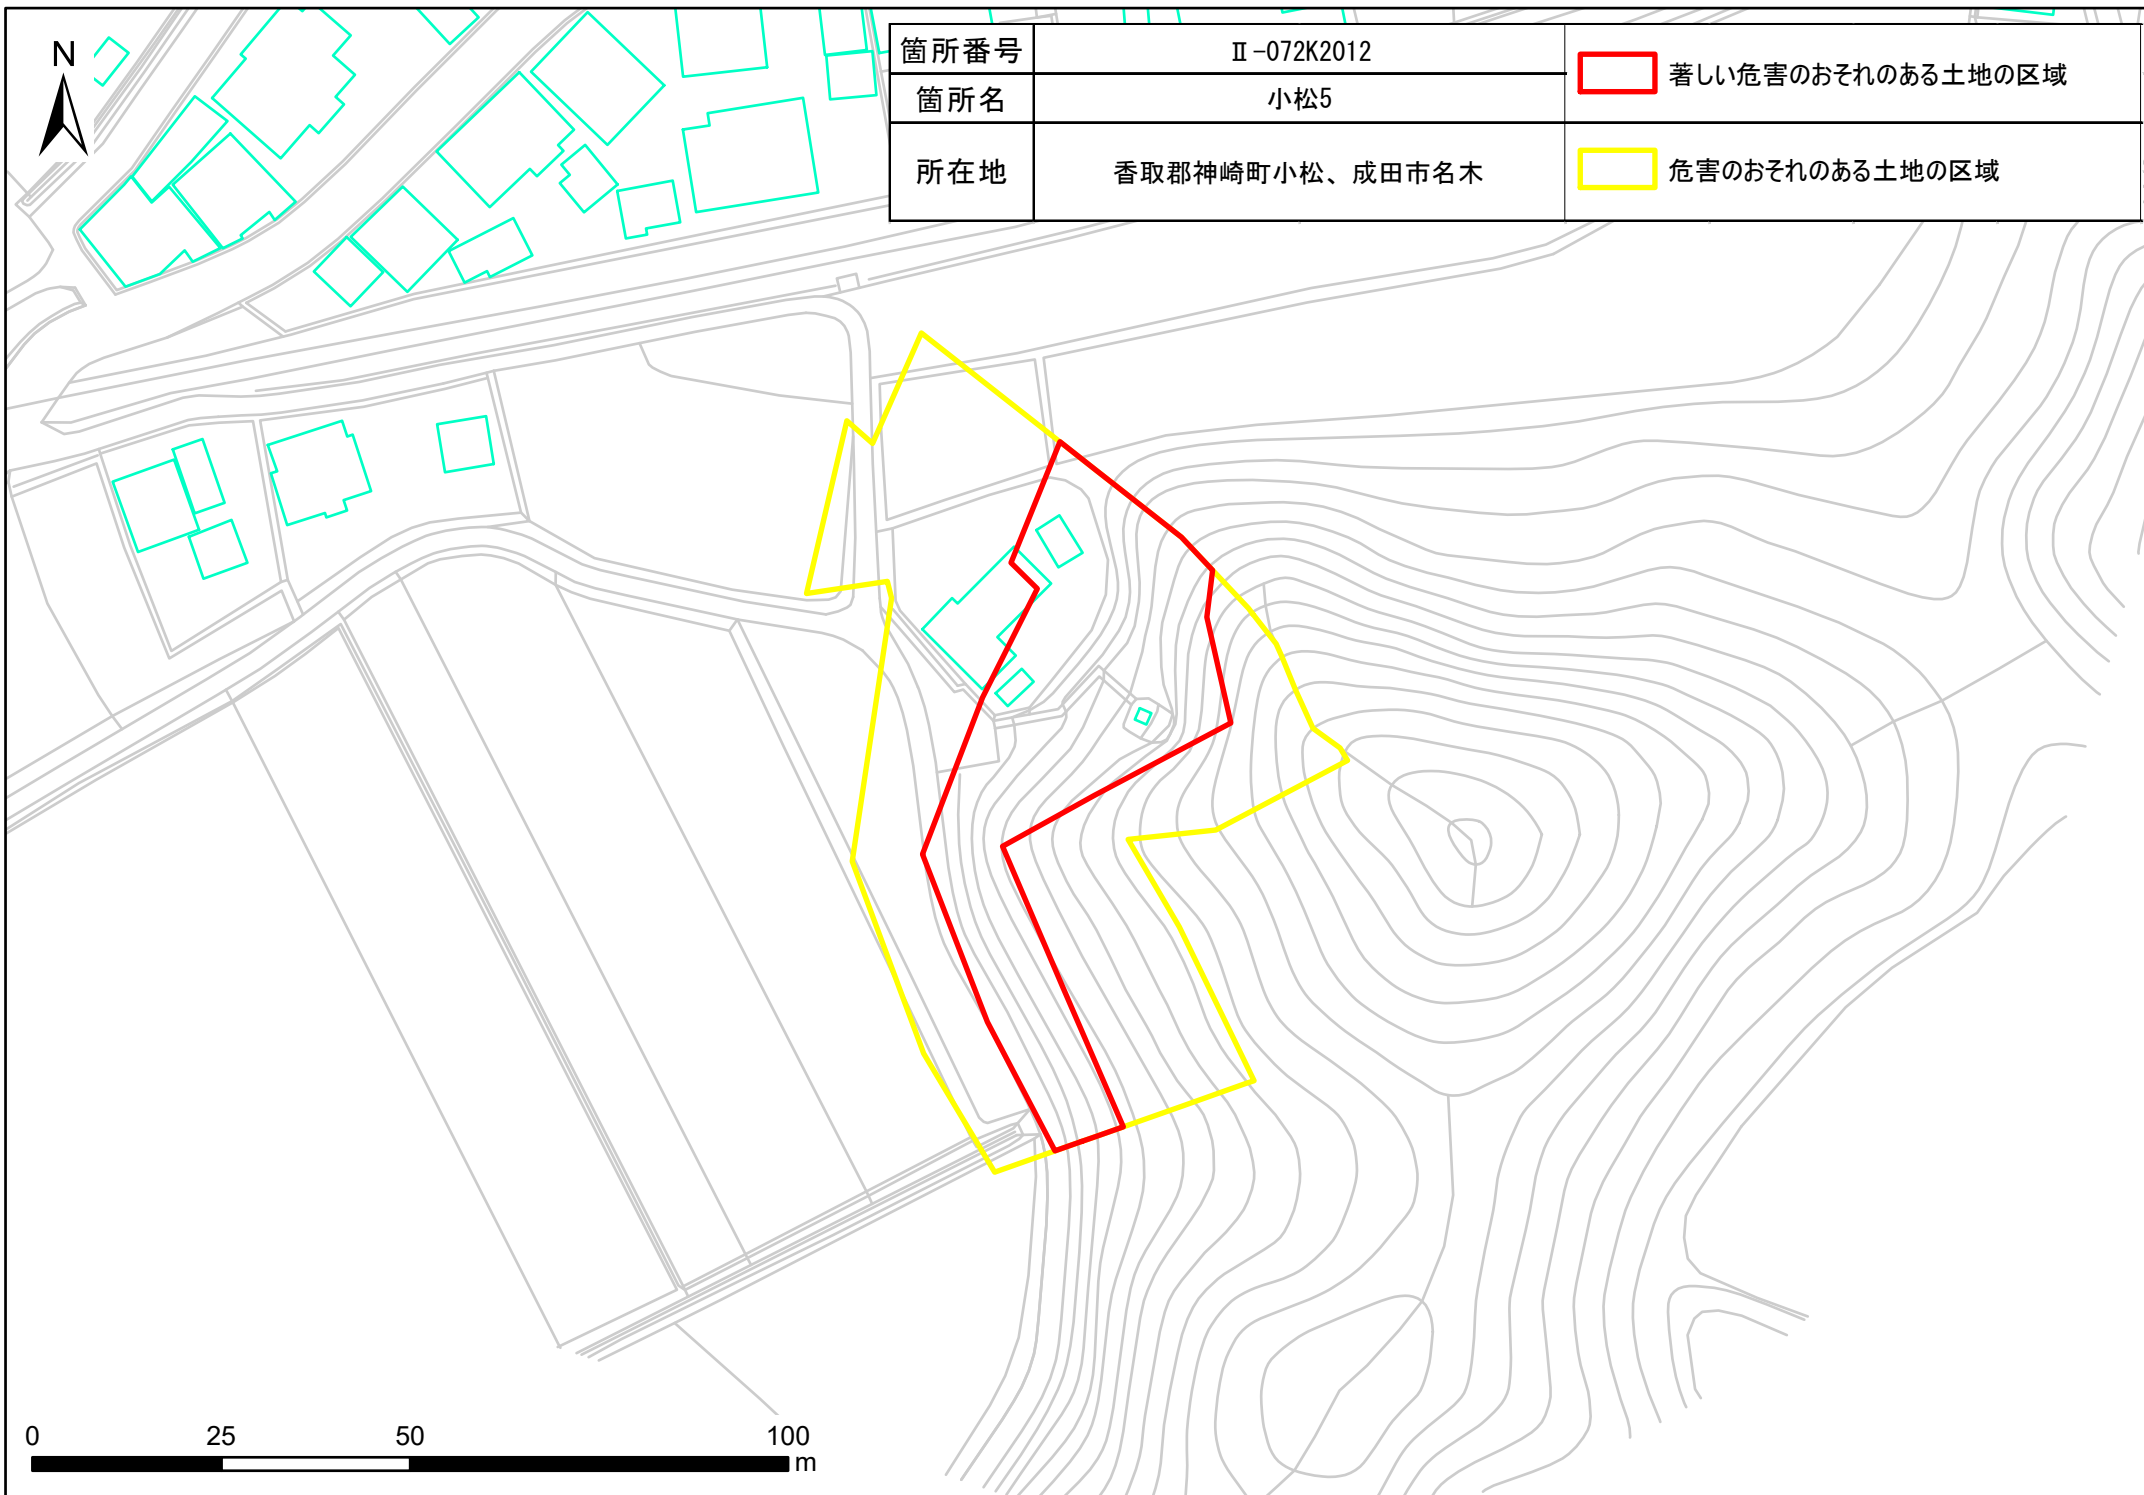 N
箇所番号 Ⅱ-072K2012
箇所名 小松5
所在地 香取郡神崎町小松、成田市名木
著しい危害のおそれのある土地の区域
危害のおそれのある土地の区域
0 25 50 100
m